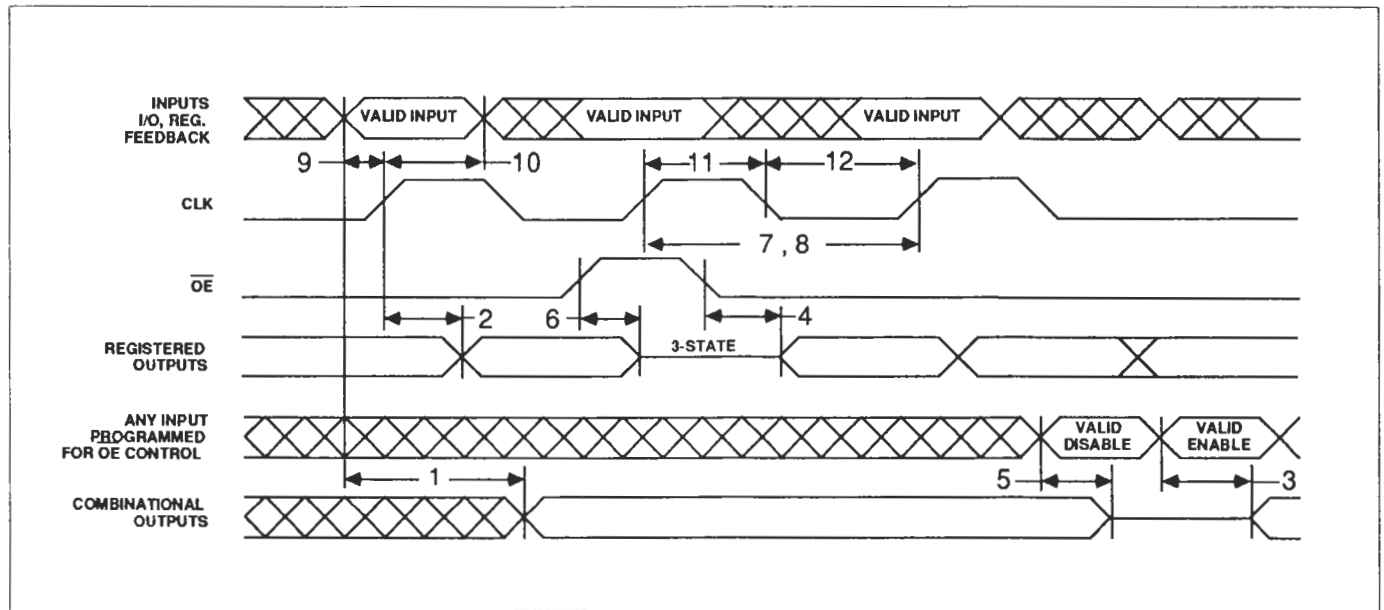 INPUTS
I/O, REG.
FEEDBACK
VALID INPUT
VALID INPUT
VALID INPUT
9
10
11
12
CLK
7 , 8
OE
2
6
4
REGISTERED
OUTPUTS
3-STATE
ANY INPUT
PROGRAMMED
FOR OE CONTROL
VALID
DISABLE
VALID
ENABLE
1
5
3
COMBINATIONAL
OUTPUTS